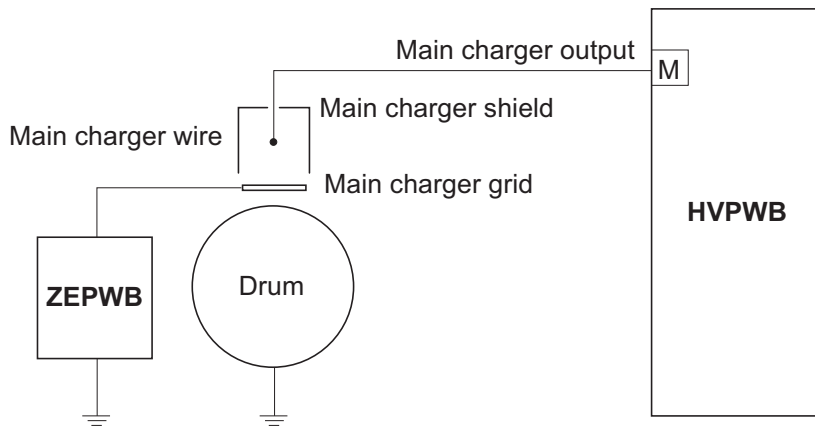 Main charger output
M
Main charger shield
Main charger wire
Main charger grid
HVPWB
ZEPWB
Drum